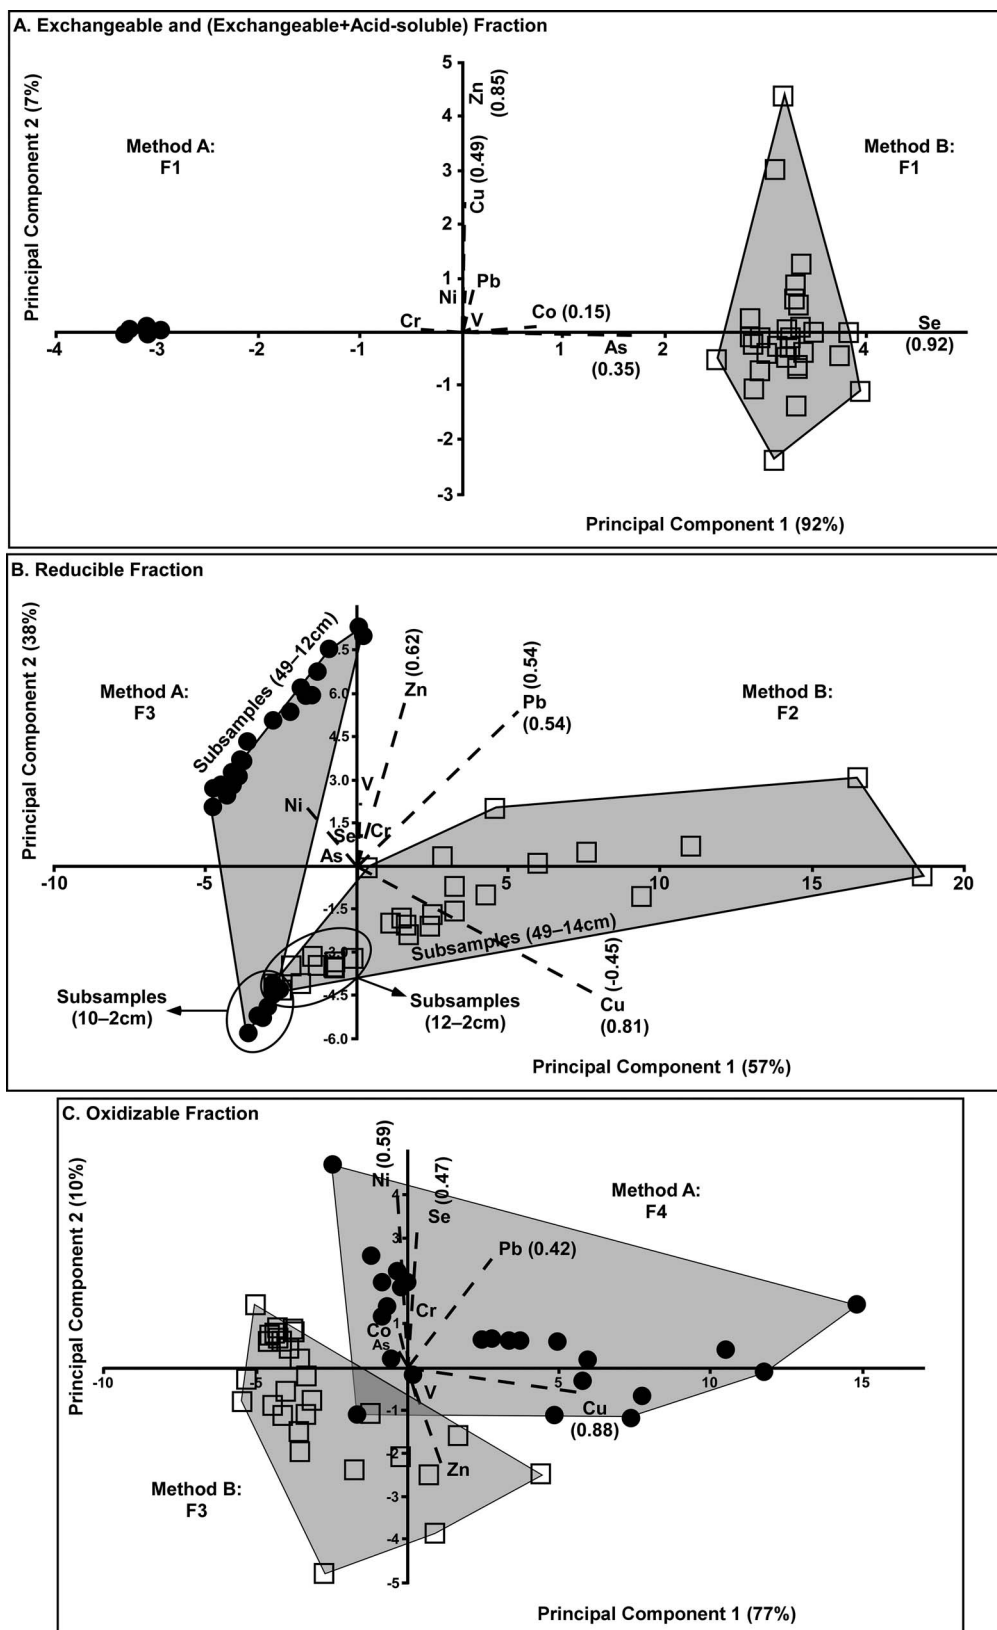 A. Exchangeable and (Exchangeable+Acid-soluble) Fraction
Principal Component 2 (7%)
5
4
3
2
1
-1
-2
-3
Zn
(0.85)
Cu (0.49)
Method A:
F1
Method B:
F1
Ni
Pb
Cr
V
Co (0.15)
As
(0.35)
Se
(0.92)
-4
-3
-2
-1
1
2
4
Principal Component 1 (92%)
B. Reducible Fraction
Principal Component 2 (38%)
Subsamples (49–12cm)
Method A:
F3
Method B:
F2
Zn (0.62)
Pb
(0.54)
(0.54)
.5
6.0
4.5
3.0
1.5
-1.5
3.0
-4.5
-6.0
V
Ni
Se
Cr
As
-10
-5
5
10
15
20
Subsamples (49–14cm)
Cu
(-0.45)
(0.81)
Subsamples
(10–2cm)
Subsamples
(12–2cm)
Principal Component 1 (57%)
C. Oxidizable Fraction
Principal Component 2 (10%)
Ni (0.59)
Se
(0.47)
Pb (0.42)
Method A:
F4
4
3
1
-1
-2
-3
-4
-5
Cr
Co
As
V
Cu
(0.88)
Zn
-10
-5
5
10
15
Method B:
F3
Principal Component 1 (77%)